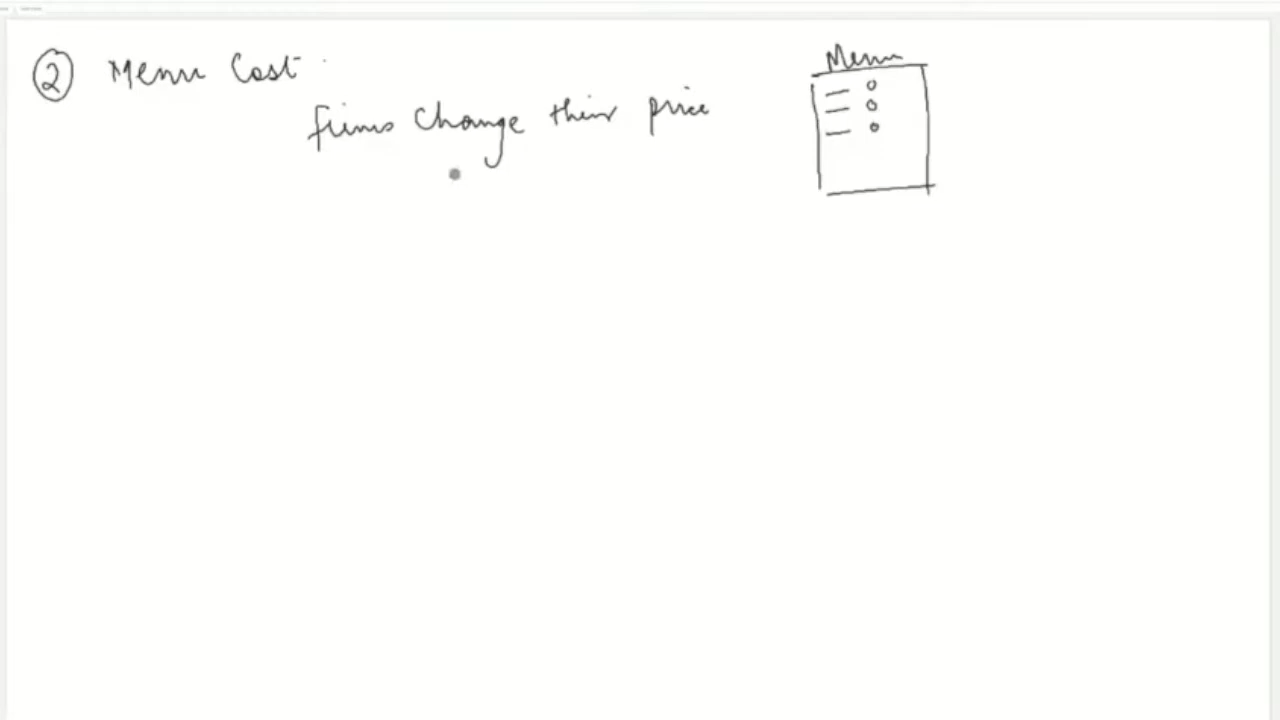 ② Menu Cost
firms change their price
Menu